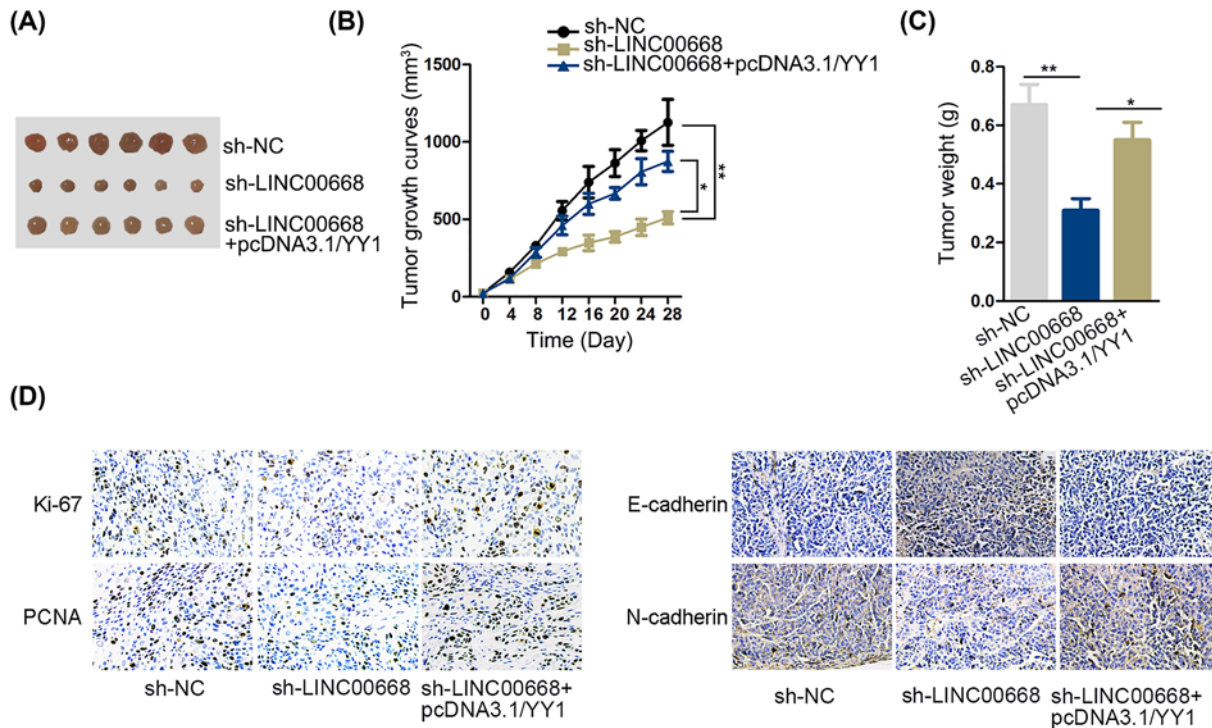 (A)
sh-NC
sh-LINC00668
sh-LINC00668
+pcDNA3.1/YY1
(B)
sh-NC
sh-LINC00668
sh-LINC00668+pcDNA3.1/YY1
Tumor growth curves (mm³)
1500
1000
500
0
0 4 8 12 16 20 24 28
Time (Day)
*
**
(C)
Tumor weight (g)
0.8
0.6
0.4
0.2
0.0
**
*
sh-NC
sh-LINC00668
sh-LINC00668+
pcDNA3.1/YY1
(D)
Ki-67
PCNA
sh-NC
sh-LINC00668
sh-LINC00668+
pcDNA3.1/YY1
E-cadherin
N-cadherin
sh-NC
sh-LINC00668
sh-LINC00668+
pcDNA3.1/YY1